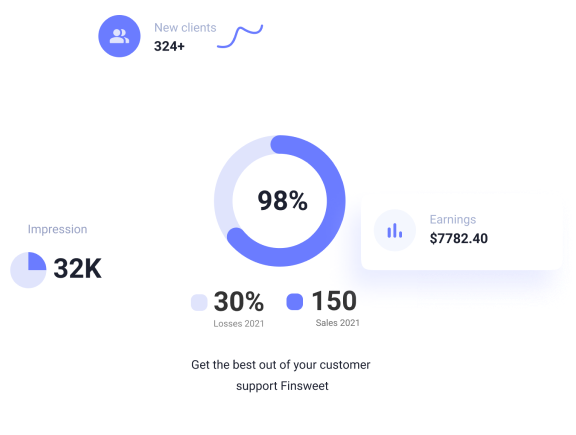 New clients
324+
98%
Earnings
$7782.40
Impression
32K
30%
Losses 2021
150
Sales 2021
Get the best out of your customer
support Finsweet